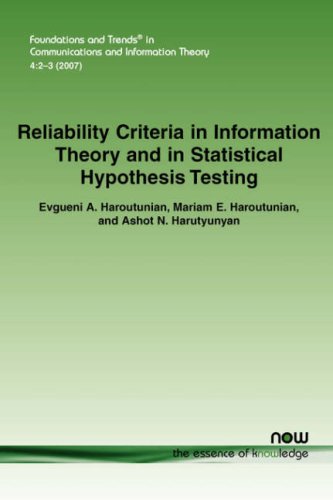 Foundations and Trends® in
Communications and Information Theory
4:2–3 (2007)
Reliability Criteria in Information
Theory and in Statistical
Hypothesis Testing
Evgueni A. Haroutunian, Mariam E. Haroutunian,
and Ashot N. Harutyunyan
now
the essence of knowledge